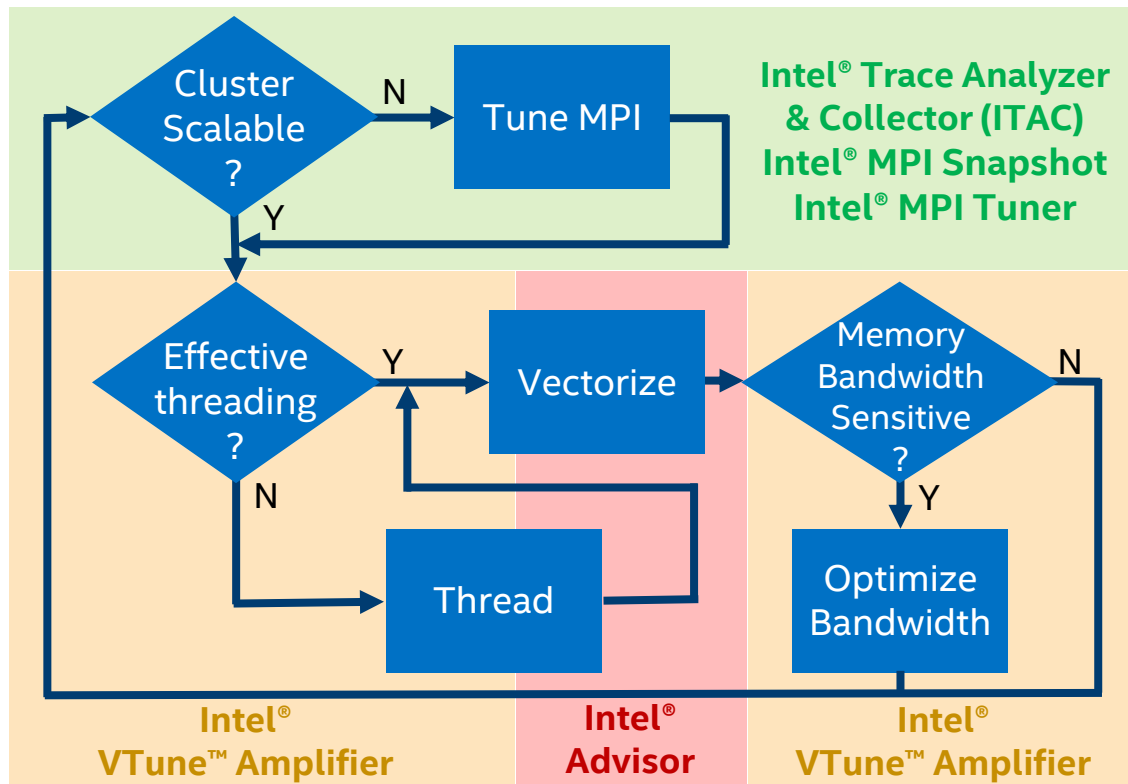 Cluster
Scalable
?
N
Tune MPI
Intel® Trace Analyzer
& Collector (ITAC)
Intel® MPI Snapshot
Intel® MPI Tuner
Y
Effective
threading
?
Y
Vectorize
Memory
Bandwidth
Sensitive
?
N
N
Y
Thread
Optimize
Bandwidth
Intel®
VTune™ Amplifier
Intel®
Advisor
Intel®
VTune™ Amplifier